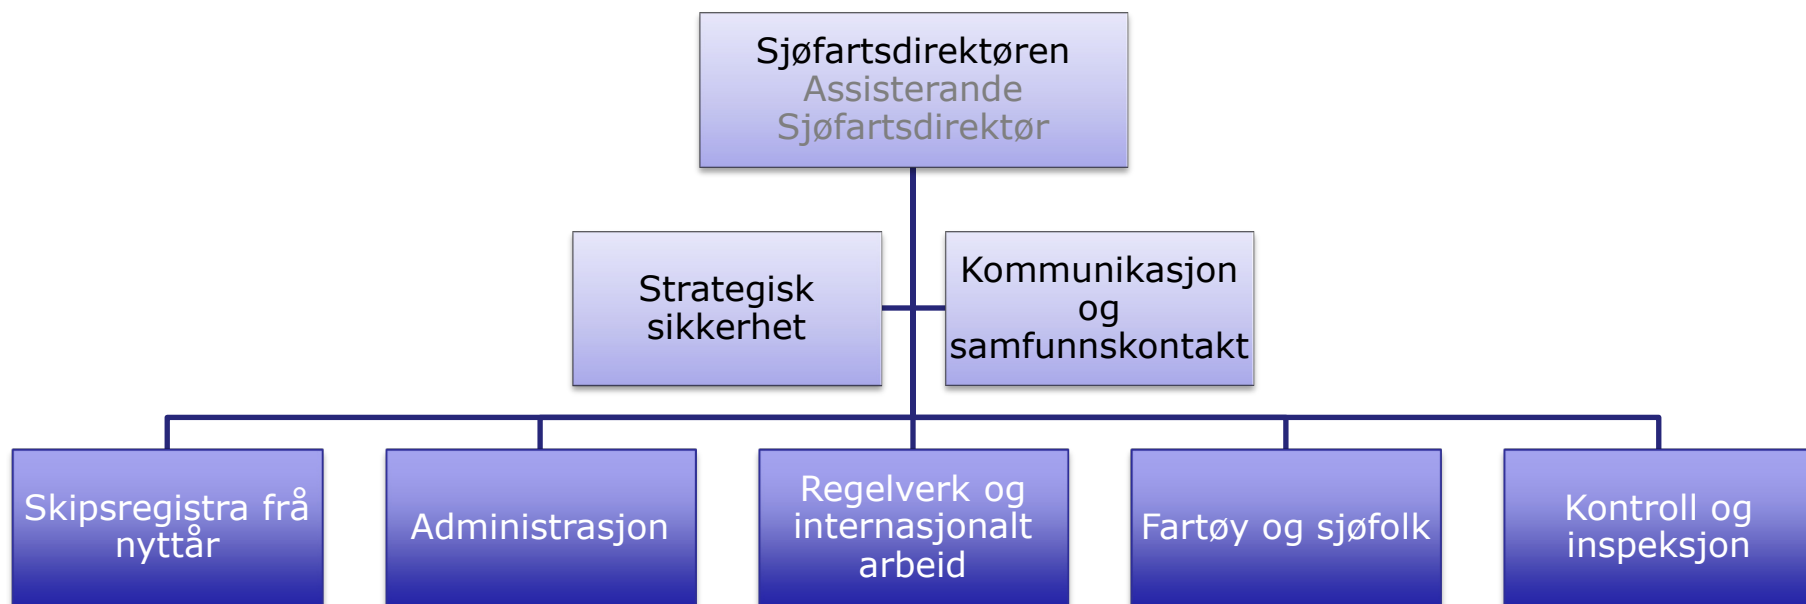 Sjøfartsdirektøren
Assisterande
Sjøfartsdirektør
Strategisk
sikkerhet
Kommunikasjon
og
samfunnskontakt
Skipsregistra frå
nyttår
Administrasjon
Regelverk og
internasjonalt
arbeid
Fartøy og sjøfolk
Kontroll og
inspeksjon